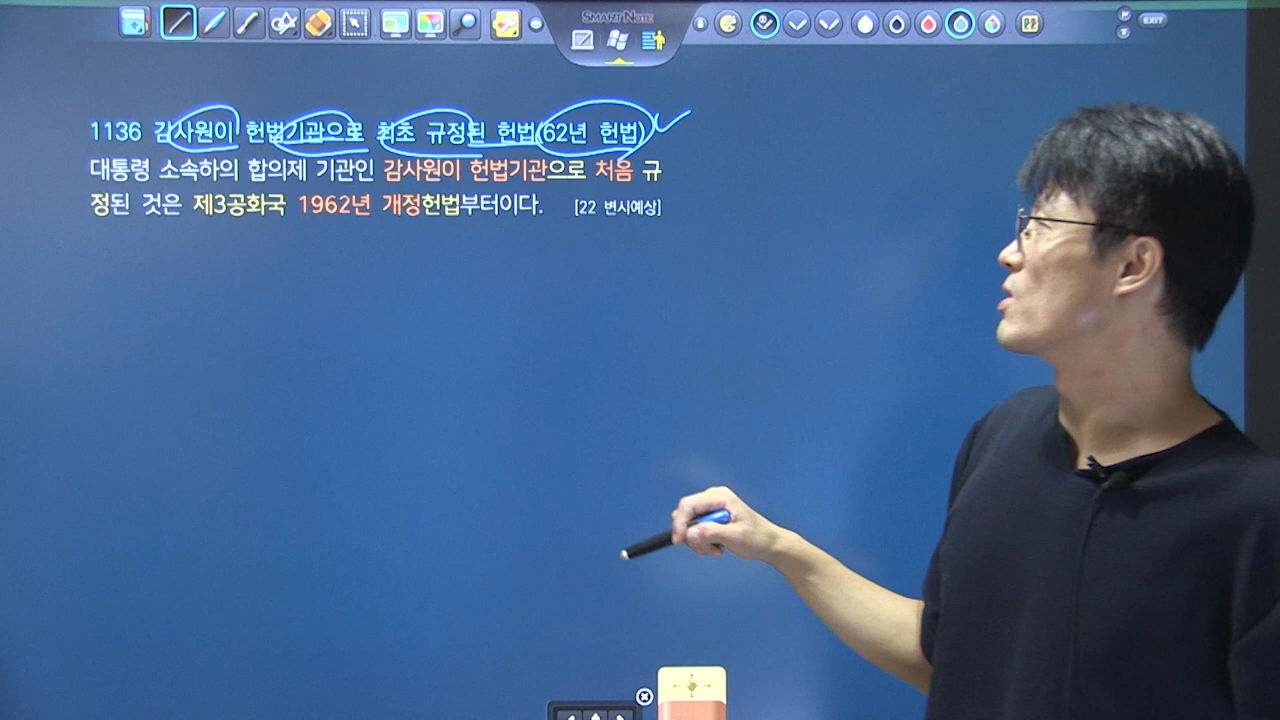 SMARTNOTE
EXIT
1136 감사원이 헌법기관으로 최초 규정된 헌법(62년 헌법)
대통령 소속하의 합의제 기관인 감사원이 헌법기관으로 처음 규
정된 것은 제3공화국 1962년 개정헌법부터이다. [22 변시예상]